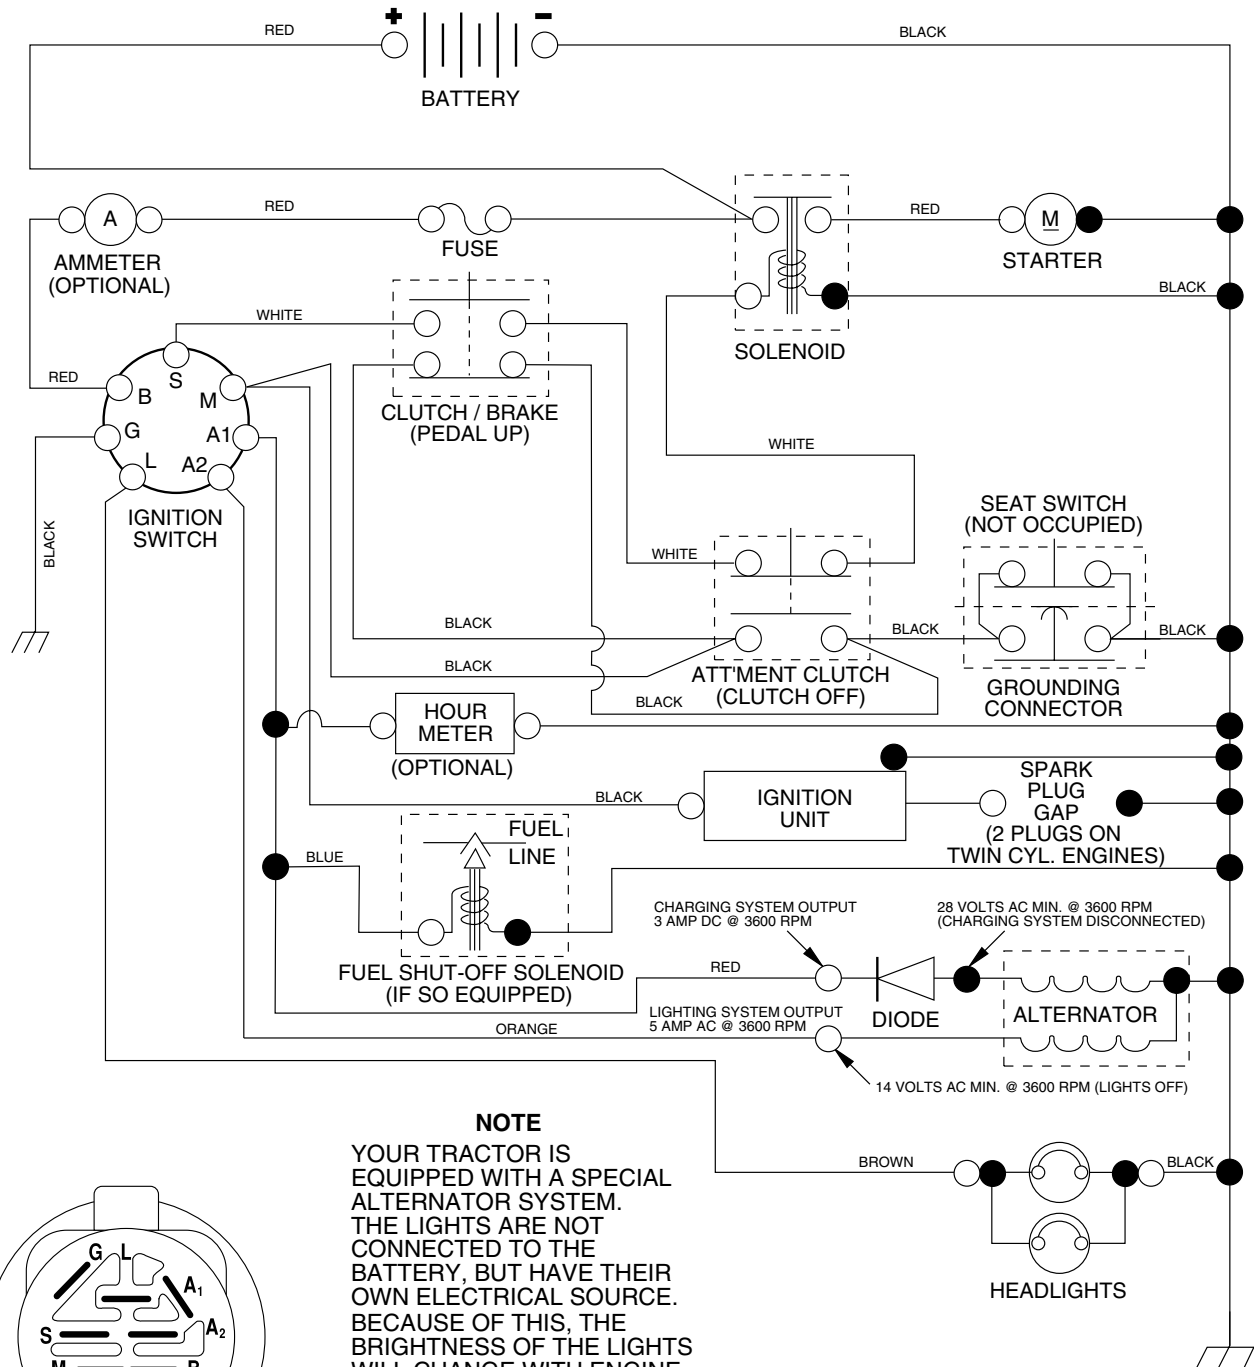 + −
RED
BLACK
BATTERY
A
RED
FUSE
RED
M
STARTER
AMMETER
(OPTIONAL)
BLACK
WHITE
SOLENOID
RED
S
B
M
G
A1
L
A2
CLUTCH / BRAKE
(PEDAL UP)
WHITE
IGNITION
SWITCH
BLACK
SEAT SWITCH
(NOT OCCUPIED)
WHITE
BLACK
BLACK
BLACK
BLACK
ATT'MENT CLUTCH
(CLUTCH OFF)
BLACK
GROUNDING
CONNECTOR
HOUR
METER
(OPTIONAL)
BLACK
IGNITION
UNIT
SPARK
PLUG
GAP
(2 PLUGS ON
TWIN CYL. ENGINES)
FUEL
LINE
BLUE
CHARGING SYSTEM OUTPUT
3 AMP DC @ 3600 RPM
28 VOLTS AC MIN. @ 3600 RPM
(CHARGING SYSTEM DISCONNECTED)
FUEL SHUT-OFF SOLENOID
(IF SO EQUIPPED)
RED
LIGHTING SYSTEM OUTPUT
5 AMP AC @ 3600 RPM
DIODE
ALTERNATOR
ORANGE
14 VOLTS AC MIN. @ 3600 RPM (LIGHTS OFF)
NOTE
YOUR TRACTOR IS
EQUIPPED WITH A SPECIAL
ALTERNATOR SYSTEM.
THE LIGHTS ARE NOT
CONNECTED TO THE
BATTERY, BUT HAVE THEIR
OWN ELECTRICAL SOURCE.
BECAUSE OF THIS, THE
BRIGHTNESS OF THE LIGHTS
WILL CHANGE WITH ENGINE
BROWN
BLACK
HEADLIGHTS
G L
A1
A2
S
M
B